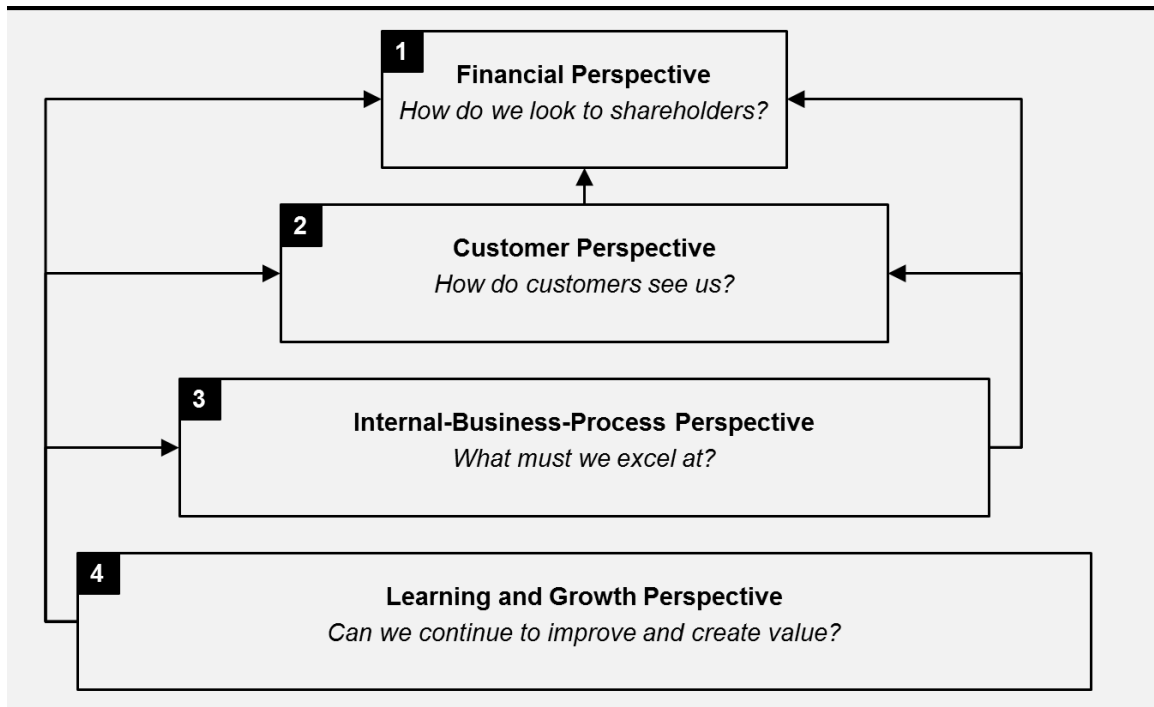 1
Financial Perspective
How do we look to shareholders?
2
Customer Perspective
How do customers see us?
3
Internal-Business-Process Perspective
What must we excel at?
4
Learning and Growth Perspective
Can we continue to improve and create value?